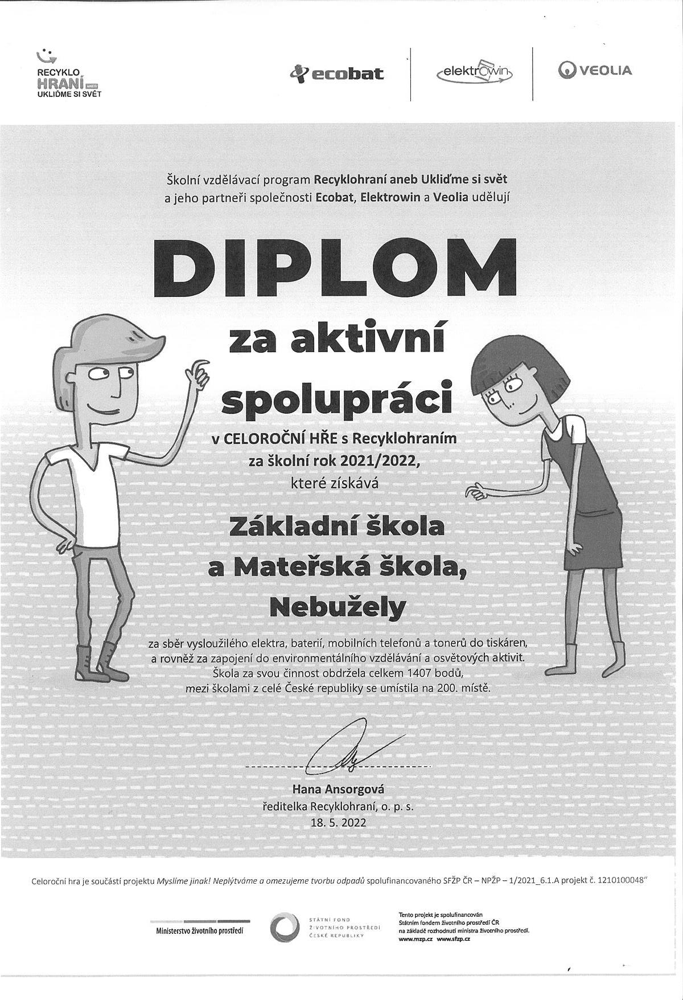 RECYKLO
HRANÍ ANEB
UKLIĎME SI SVĚT
ecobat
elektrowin
VEOLIA
Školní vzdělávací program Recyklohraní aneb Ukliďme si svět
a jeho partneři společnosti Ecobat, Elektrowin a Veolia udělují
DIPLOM
za aktivní
spolupráci
v CELOROČNÍ HŘE s Recyklohraním
za školní rok 2021/2022,
které získává
Základní škola
a Mateřská škola,
Nebužely
za sběr vysloužilého elektra, baterií, mobilních telefonů a tonerů do tiskáren,
a rovněž za zapojení do environmentálního vzdělávání a osvětových aktivit.
Škola za svou činnost obdržela celkem 1407 bodů,
mezi školami z celé České republiky se umístila na 200. místě.
Hana Ansorgová
ředitelka Recyklohraní, o. p. s.
18. 5. 2022
Celoroční hra je součástí projektu Myslíme jinak! Neplýtváme a omezujeme tvorbu odpadů spolufinancovaného SFŽP ČR – NPŽP – 1/2021_6.1.A projekt č. 1210100048“
Ministerstvo životního prostředí
STÁTNÍ FOND
ŽIVOTNÍHO PROSTŘEDÍ
ČESKÉ REPUBLIKY
Tento projekt je spolufinancován
Státním fondem životního prostředí ČR
na základě rozhodnutí ministra životního prostředí.
www.mzp.cz www.sfzp.cz